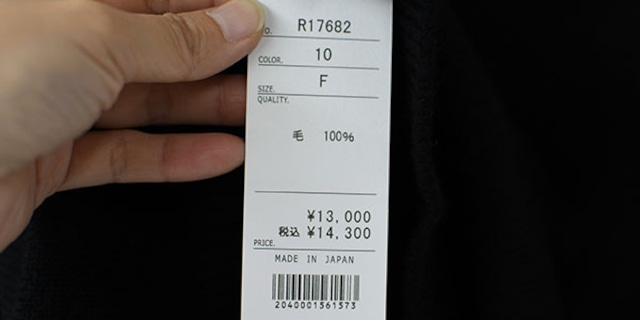 o. R17682
COLOR. 10
SIZE. F
QUALITY.
毛 100%
¥13,000
税込 ¥14,300
PRICE.
MADE IN JAPAN
2040001561573